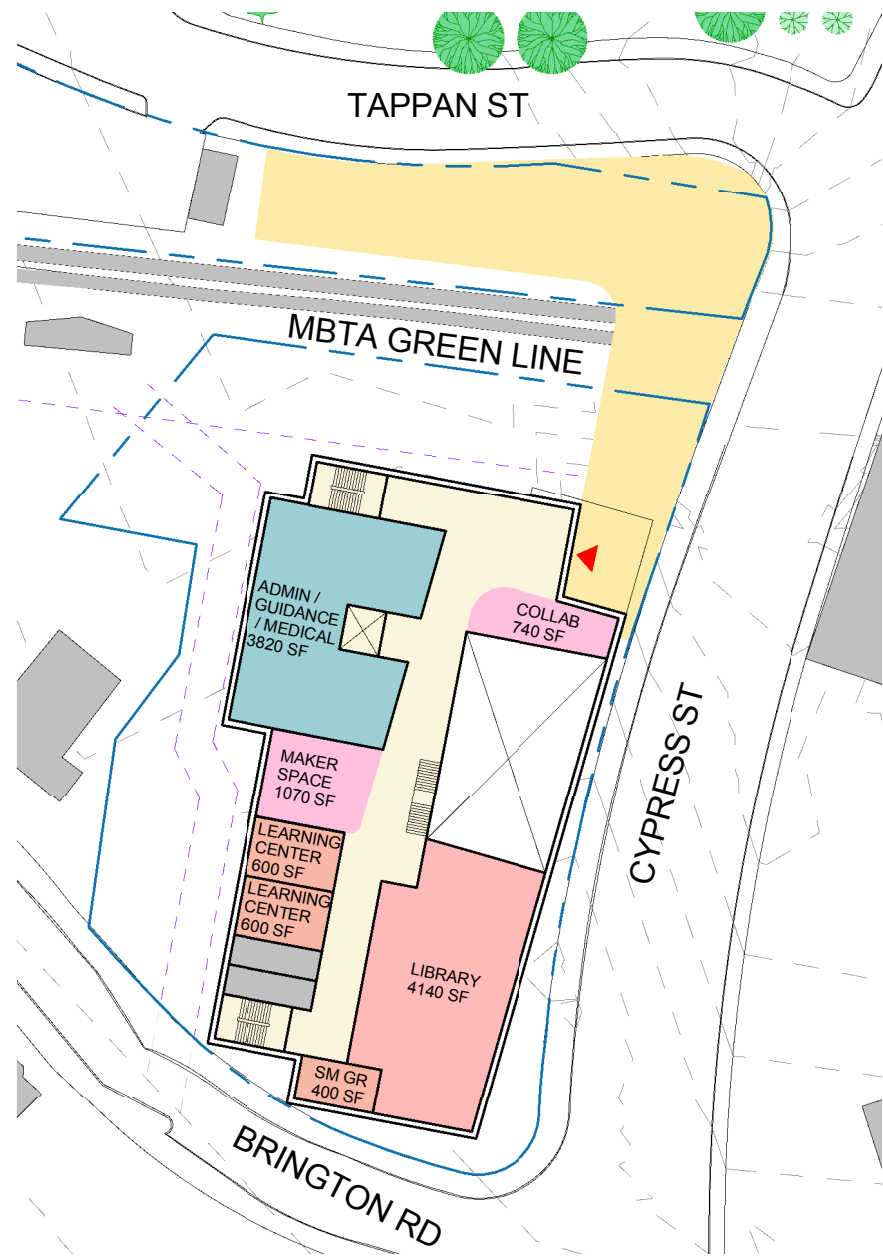 TAPPAN ST
MBTA GREEN LINE
ADMIN /
GUIDANCE
/ MEDICAL
3820 SF
COLLAB
740 SF
MAKER
SPACE
1070 SF
LEARNING
CENTER
600 SF
LEARNING
CENTER
600 SF
LIBRARY
4140 SF
SM GR
400 SF
CYPRESS ST
BRINGTON RD